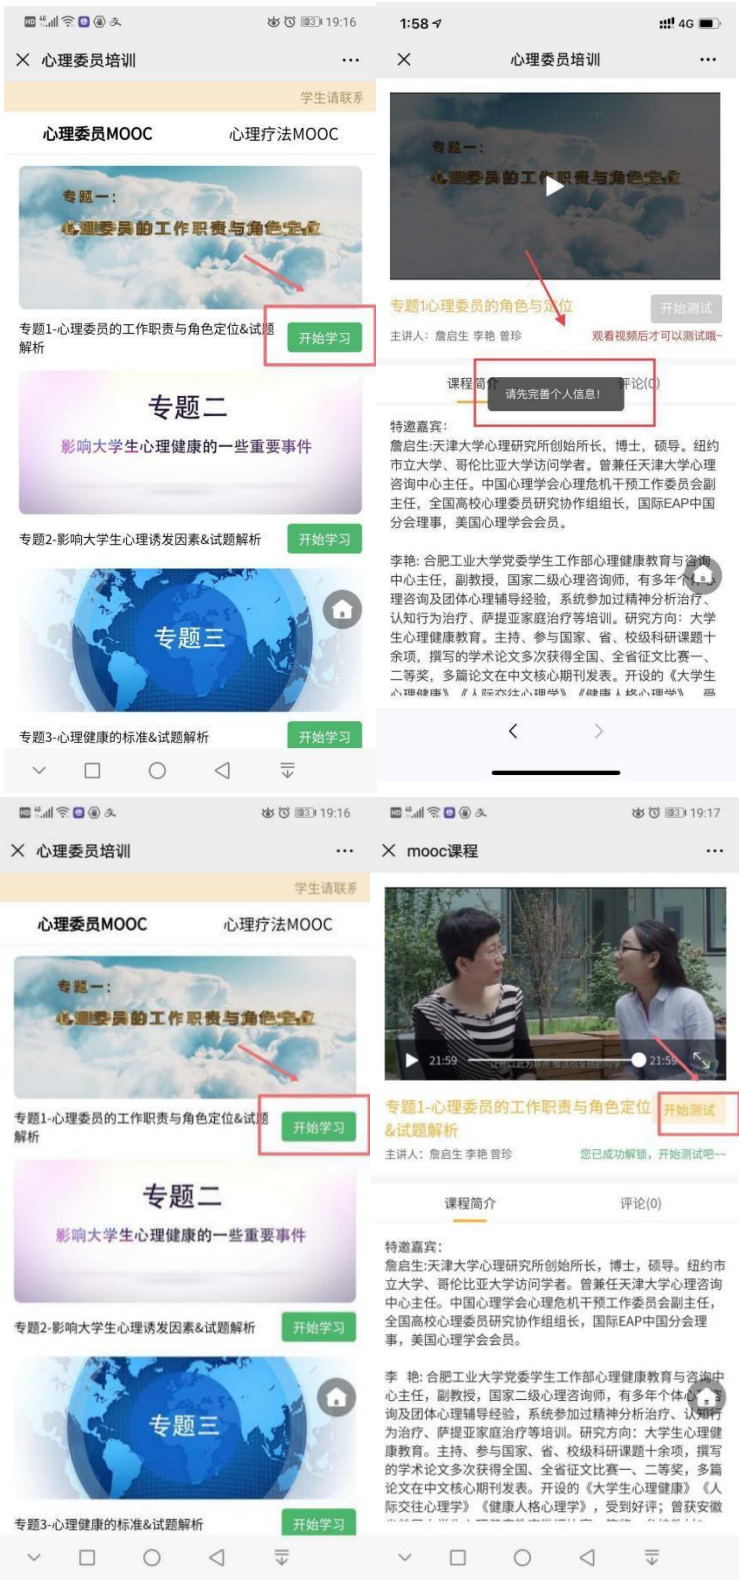 19:16
心理委员培训
学生请联系
心理委员MOOC
心理疗法MOOC
专题一：
心理委员的工作职责与角色定位
专题1-心理委员的工作职责与角色定位&试题
解析
开始学习
专题二
影响大学生心理健康的一些重要事件
专题2-影响大学生心理诱发因素&试题解析
开始学习
专题三
专题3-心理健康的标准&试题解析
开始学习
1:58
4G
心理委员培训
专题一：
心理委员的工作职责与角色定位
专题1心理委员的角色与定位
开始测试
主讲人：詹启生 李艳 曾珍
观看视频后才可以测试哦~
课程简介
评论(0)
请先完善个人信息！
特邀嘉宾：
詹启生:天津大学心理研究所创始所长，博士，硕导。纽约
市立大学、哥伦比亚大学访问学者。曾兼任天津大学心理
咨询中心主任。中国心理学会心理危机干预工作委员会副
主任，全国高校心理委员研究协作组组长，国际EAP中国
分会理事，美国心理学会会员。
李艳: 合肥工业大学党委学生工作部心理健康教育与咨询
中心主任，副教授，国家二级心理咨询师，有多年个体心
理咨询及团体心理辅导经验，系统参加过精神分析治疗、
认知行为治疗、萨提亚家庭治疗等培训。研究方向：大学
生心理健康教育。主持、参与国家、省、校级科研课题十
余项，撰写的学术论文多次获得全国、全省征文比赛一、
二等奖，多篇论文在中文核心期刊发表。开设的《大学生
心理健康》《人际交往心理学》《健康人格心理学》，受
19:16
心理委员培训
学生请联系
心理委员MOOC
心理疗法MOOC
专题一：
心理委员的工作职责与角色定位
专题1-心理委员的工作职责与角色定位&试题
解析
开始学习
专题二
影响大学生心理健康的一些重要事件
专题2-影响大学生心理诱发因素&试题解析
开始学习
专题三
专题3-心理健康的标准&试题解析
开始学习
19:17
mooc课程
21:59
21:59
专题1-心理委员的工作职责与角色定位
&试题解析
开始测试
主讲人：詹启生 李艳 曾珍
您已成功解锁，开始测试吧~~
课程简介
评论(0)
特邀嘉宾：
詹启生:天津大学心理研究所创始所长，博士，硕导。纽约市
立大学、哥伦比亚大学访问学者。曾兼任天津大学心理咨询
中心主任。中国心理学会心理危机干预工作委员会副主任，
全国高校心理委员研究协作组组长，国际EAP中国分会理
事，美国心理学会会员。
李 艳: 合肥工业大学党委学生工作部心理健康教育与咨询中
心主任，副教授，国家二级心理咨询师，有多年个体心理咨
询及团体心理辅导经验，系统参加过精神分析治疗、认知行
为治疗、萨提亚家庭治疗等培训。研究方向：大学生心理健
康教育。主持、参与国家、省、校级科研课题十余项，撰写
的学术论文多次获得全国、全省征文比赛一、二等奖，多篇
论文在中文核心期刊发表。开设的《大学生心理健康》《人
际交往心理学》《健康人格心理学》，受到好评；曾获安徽